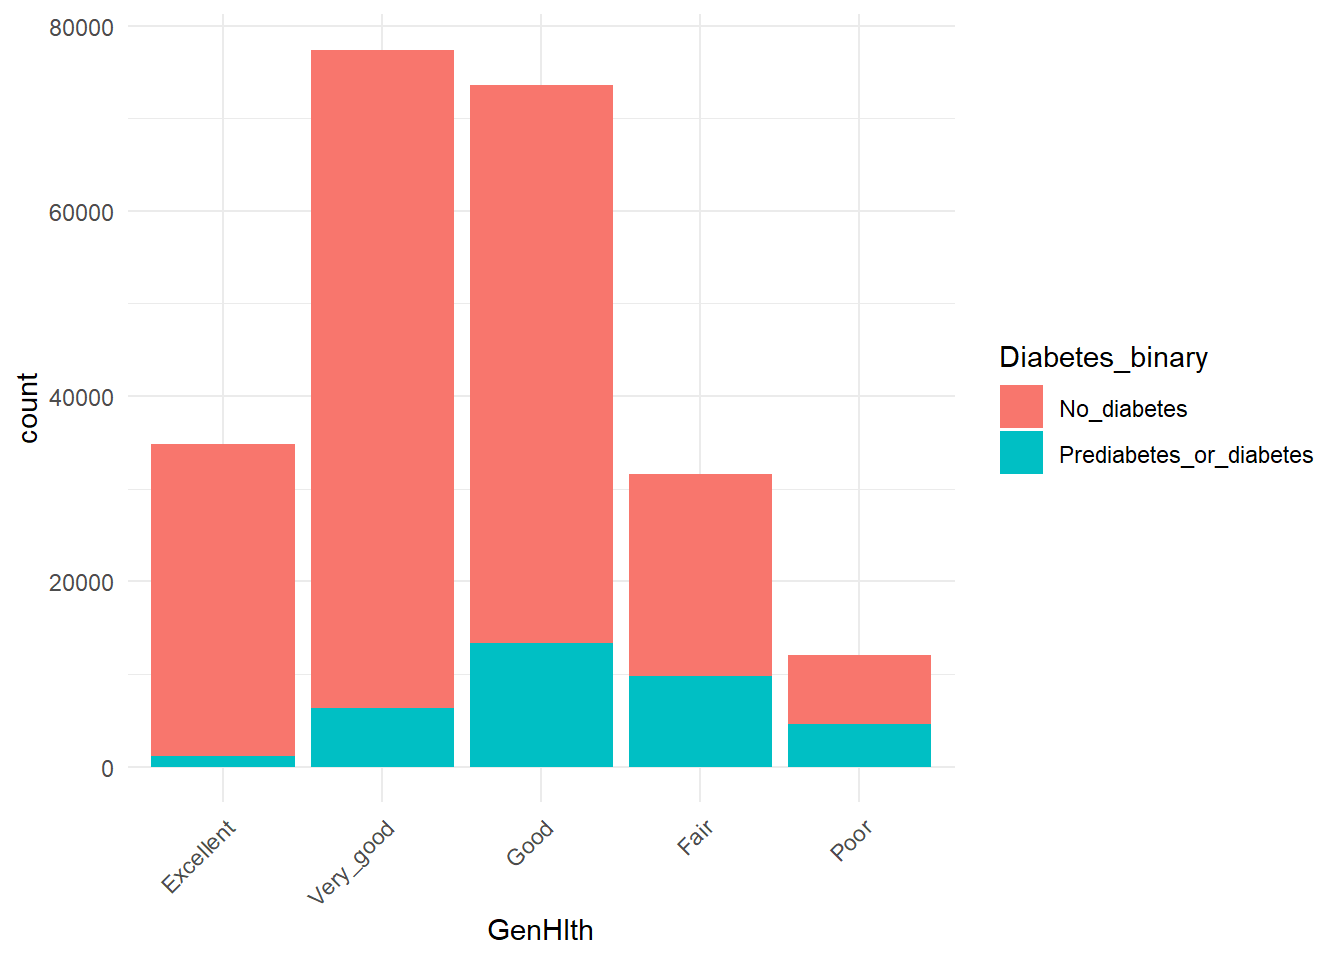 80000
60000
40000
20000
0
count
Excellent
Very_good
Good
Fair
Poor
GenHlth
Diabetes_binary
No_diabetes
Prediabetes_or_diabetes